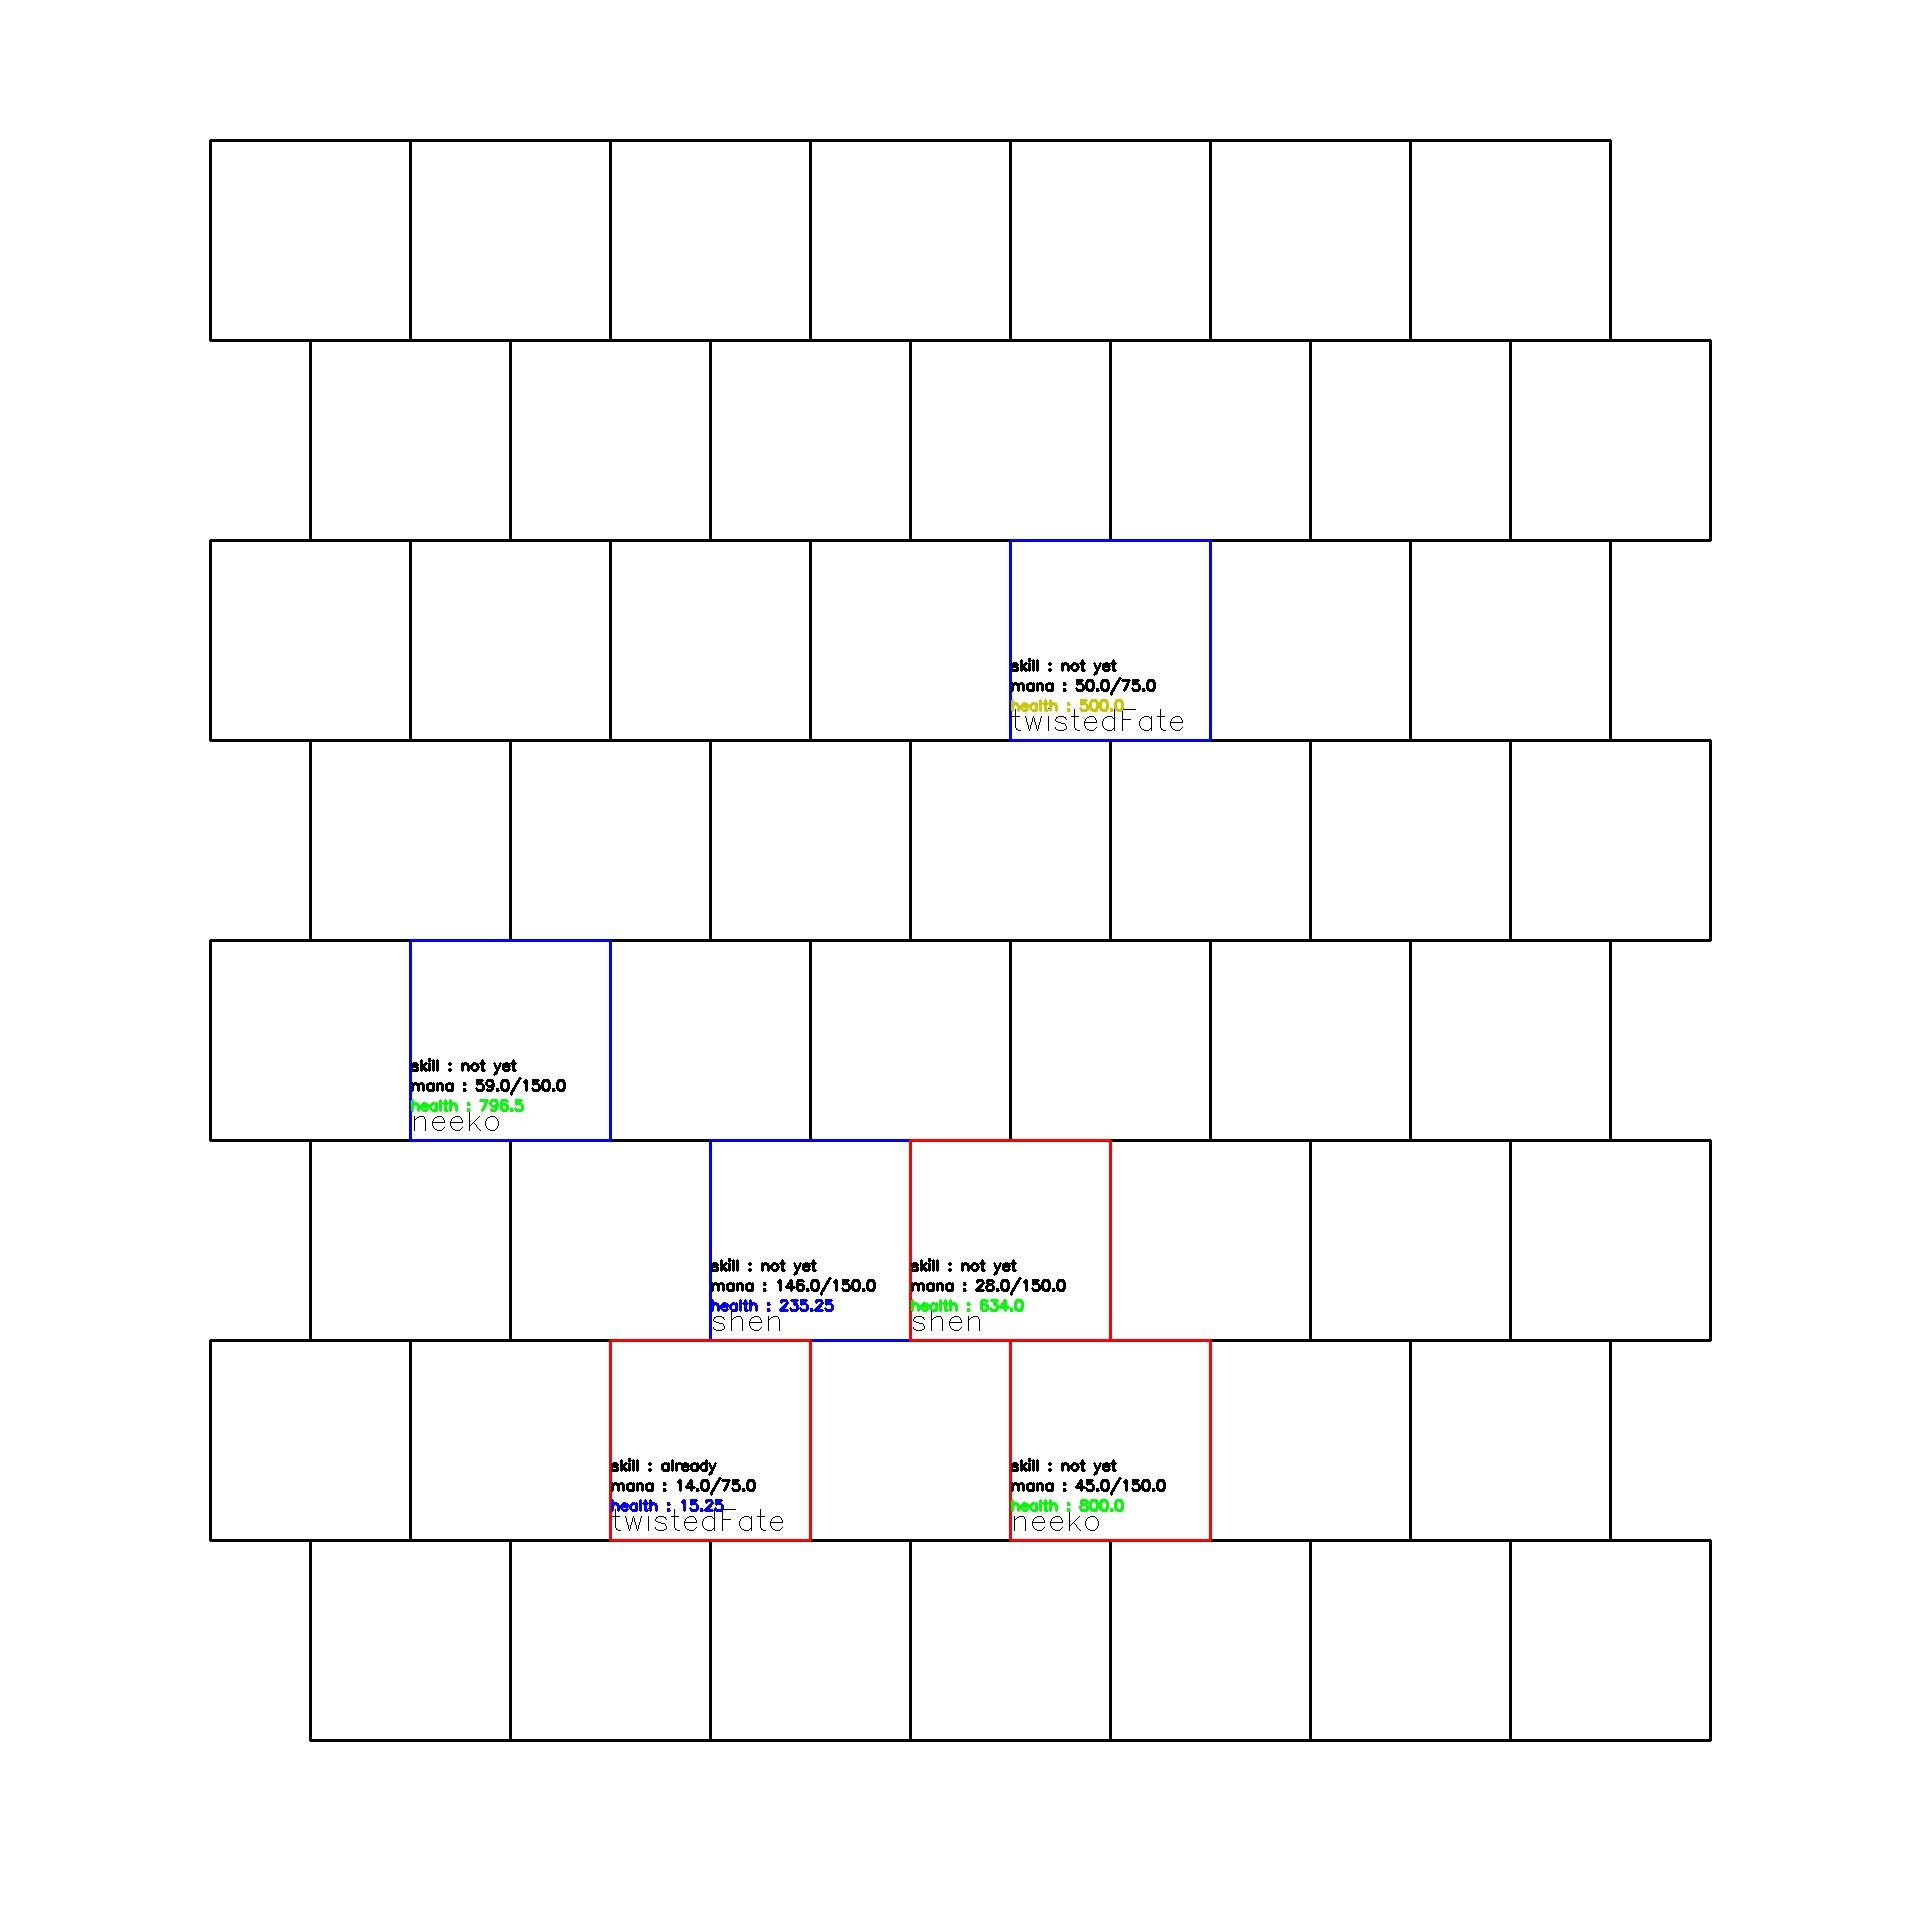 skill : not yet
mana : 50.0/75.0
health : 500.0
twistedFate
skill : not yet
mana : 59.0/150.0
health : 796.5
neeko
skill : not yet
mana : 146.0/150.0
health : 235.25
shen
skill : not yet
mana : 28.0/150.0
health : 634.0
shen
skill : already
mana : 14.0/75.0
health : 15.25
twistedFate
skill : not yet
mana : 45.0/150.0
health : 800.0
neeko